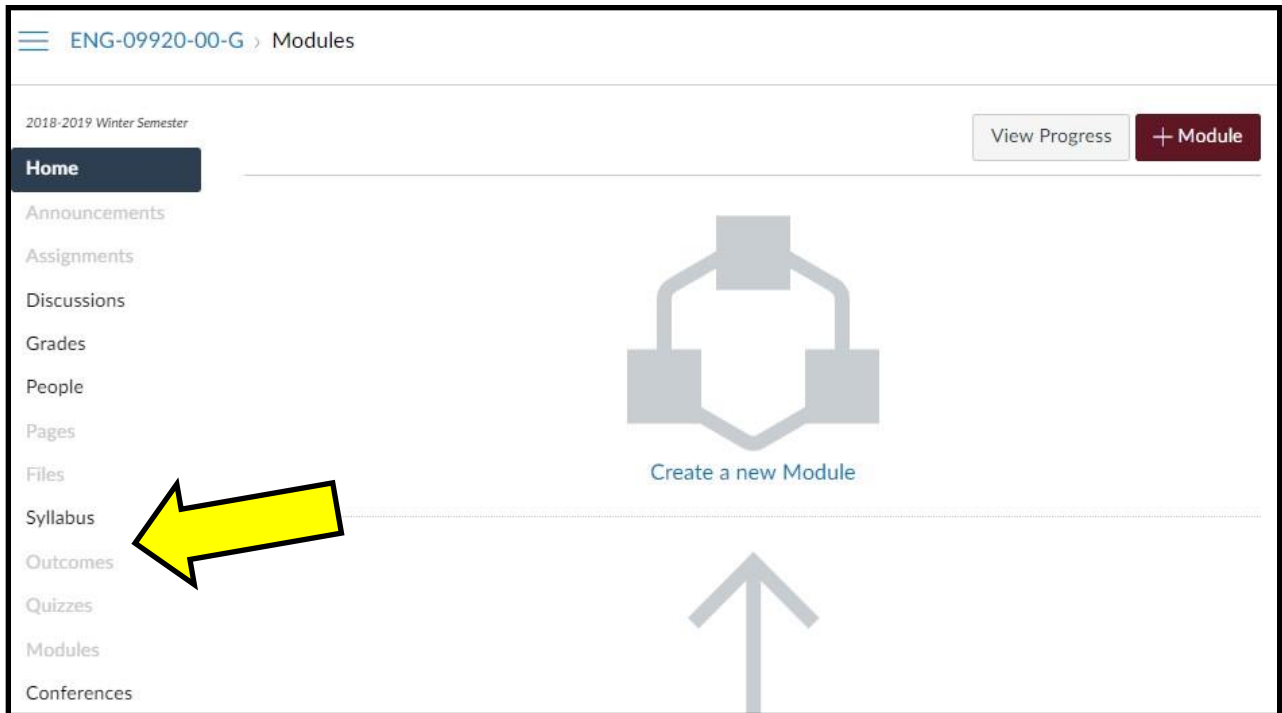 ENG-09920-00-G › Modules
2018-2019 Winter Semester
View Progress
+ Module
Home
Announcements
Assignments
Discussions
Grades
People
Pages
Files
Create a new Module
Syllabus
Outcomes
Quizzes
Modules
Conferences